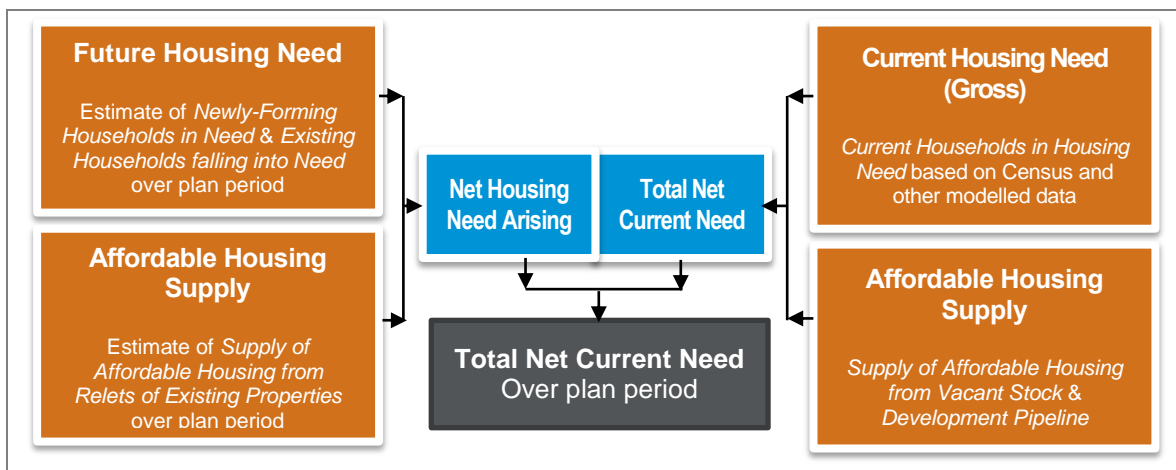 Future Housing Need
Estimate of Newly-Forming
Households in Need & Existing
Households falling into Need
over plan period
Affordable Housing
Supply
Estimate of Supply of
Affordable Housing from
Relets of Existing Properties
over plan period
Net Housing
Need Arising
Total Net
Current Need
Total Net Current Need
Over plan period
Current Housing Need
(Gross)
Current Households in Housing
Need based on Census and
other modelled data
Affordable Housing
Supply
Supply of Affordable Housing
from Vacant Stock &
Development Pipeline